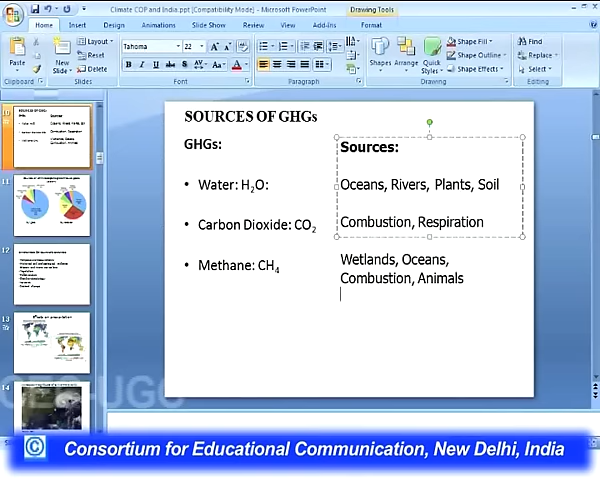 Climate COP and India.ppt [Compatibility Mode] - Microsoft PowerPoint
Drawing Tools
Home Insert Design Animations Slide Show Review View Add-Ins Format
Paste
Clipboard
New Slide
Layout
Reset
Delete
Slides
Tahoma 22
Font
Paragraph
Shapes Arrange Quick Styles
Shape Fill
Shape Outline
Shape Effects
Drawing
Find
Replace
Select
Editing
10
11
12
13
14
SOURCES OF GHGs
GHGs:
Sources:
• Water: H₂O:
Oceans, Rivers, Plants, Soil
• Carbon Dioxide: CO₂
Combustion, Respiration
• Methane: CH₄
Wetlands, Oceans,
Combustion, Animals
CEC-UGC
© Consortium for Educational Communication, New Delhi, India